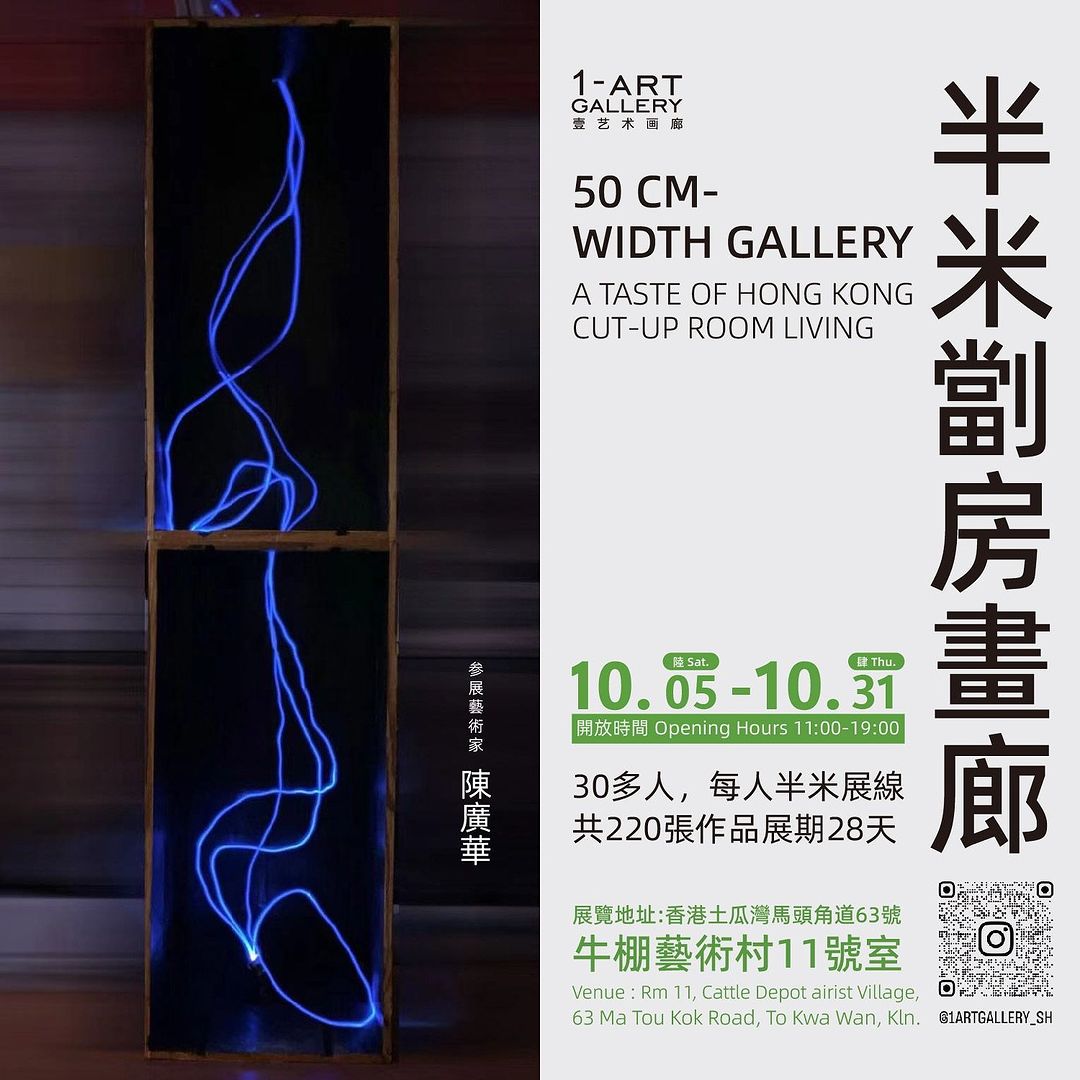 参展藝術家
陳廣華
1-ART
GALLERY
壹艺术画廊
50 CM-
WIDTH GALLERY
A TASTE OF HONG KONG
CUT-UP ROOM LIVING
半米劏房畫廊
10.05 陸 Sat. - 10.31 肆 Thu.
開放時間 Opening Hours 11:00-19:00
30多人，每人半米展線
共220張作品展期28天
展覽地址:香港土瓜灣馬頭角道63號
牛棚藝術村11號室
Venue : Rm 11, Cattle Depot airist Village,
63 Ma Tou Kok Road, To Kwa Wan, Kln.
@1ARTGALLERY_SH